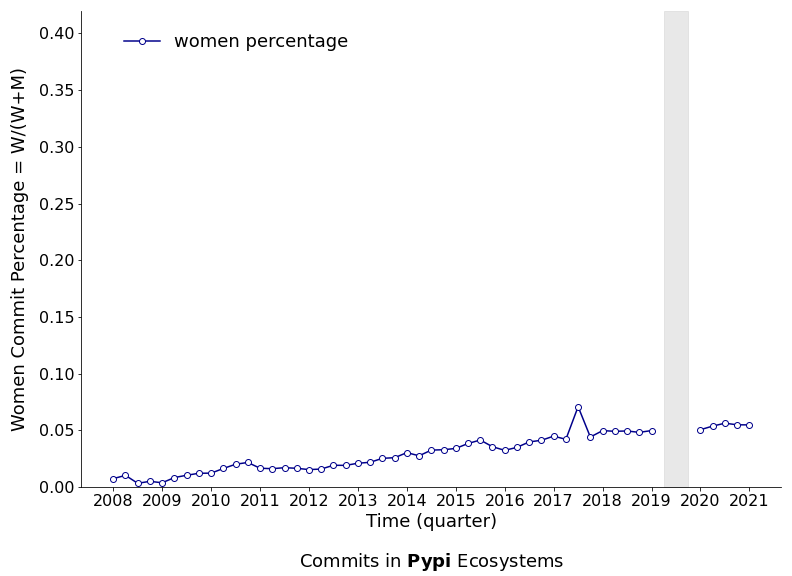 women percentage
Women Commit Percentage = W/(W+M)
0.40
0.35
0.30
0.25
0.20
0.15
0.10
0.05
0.00
2008 2009 2010 2011 2012 2013 2014 2015 2016 2017 2018 2019 2020 2021
Time (quarter)
Commits in Pypi Ecosystems